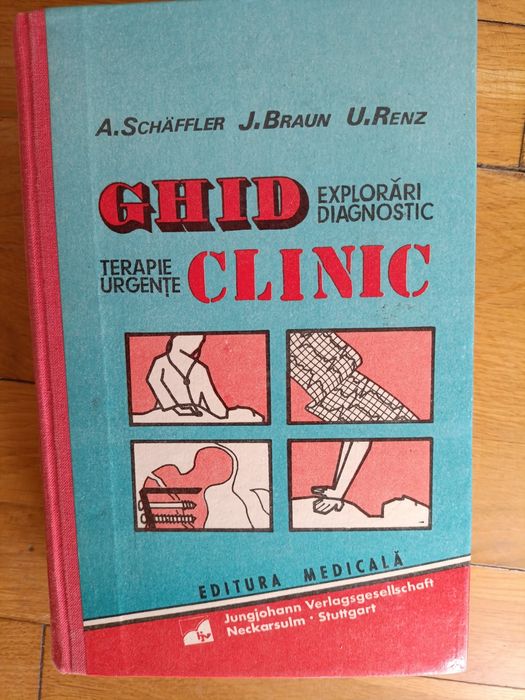 A.SCHÄFFLER J.BRAUN U.RENZ
GHID EXPLORĂRI
DIAGNOSTIC
TERAPIE
URGENȚE CLINIC
EDITURA MEDICALĂ
Jungjohann Verlagsgesellschaft
Neckarsulm · Stuttgart